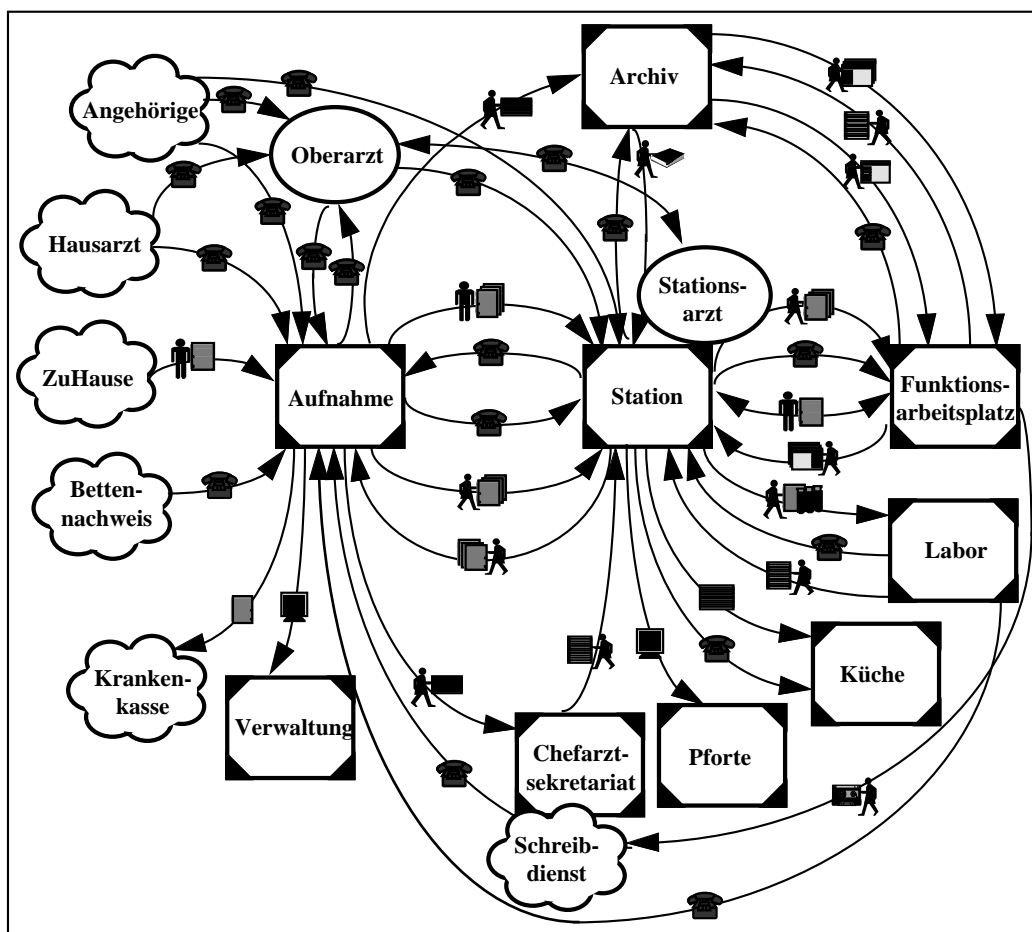 Archiv
Angehörige
Oberarzt
Hausarzt
Stations-
arzt
ZuHause
Aufnahme
Station
Funktions-
arbeitsplatz
Betten-
nachweis
Labor
Kranken-
kasse
Verwaltung
Küche
Chefarzt-
sekretariat
Pforte
Schreib-
dienst